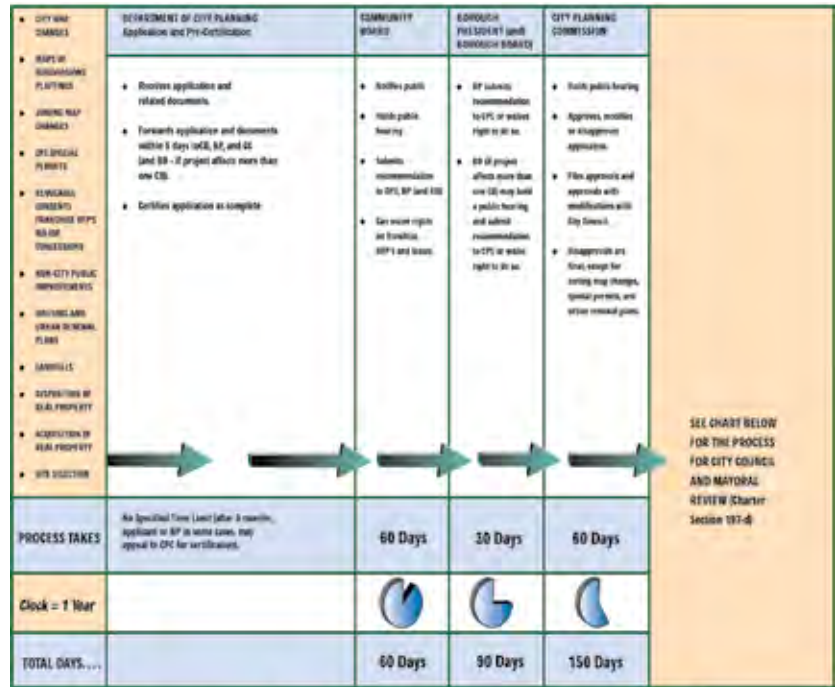 CITY MAP
CHANGES
MAPS OF
SUBDIVISIONS
PLATTINGS
ZONING MAP
CHANGES
CPC SPECIAL
PERMITS
REVOCABLE
CONSENTS
FRANCHISE RFP'S
MAJOR
CONCESSIONS
NON-CITY PUBLIC
IMPROVEMENTS
HOUSING AND
URBAN RENEWAL
PLANS
LANDFILLS
DISPOSITION OF
REAL PROPERTY
ACQUISITION OF
REAL PROPERTY
SITE SELECTION
DEPARTMENT OF CITY PLANNING
Application and Pre-Certification
Receives application and
related documents.
Forwards application and documents
within 5 days to CB, BP, and CC
(and BB - if project affects more than
one CB).
Certifies application as complete
COMMUNITY
BOARD
Notifies public
Holds public
hearing
Submits
recommendation
to CPC, BP (and BB)
Can waive rights
on franchise
RFP's and leases.
BOROUGH
PRESIDENT (and
BOROUGH BOARD)
BP submits
recommendation
to CPC or waives
right to do so.
BB (if project
affects more than
one CB) may hold
a public hearing
and submit
recommendation
to CPC or waive
right to do so.
CITY PLANNING
COMMISSION
Holds public hearing
Approves, modifies
or disapproves
application.
Files approvals and
approvals with
modifications with
City Council.
Disapprovals are
final, except for
zoning map changes,
special permits, and
urban renewal plans.
SEE CHART BELOW
FOR THE PROCESS
FOR CITY COUNCIL
AND MAYORAL
REVIEW (Charter
Section 197-d)
PROCESS TAKES
No Specified Time Limit (after 6 months,
applicant or BP in some cases, may
appeal to CPC for certification).
60 Days
30 Days
60 Days
Clock = 1 Year
TOTAL DAYS.....
60 Days
90 Days
150 Days